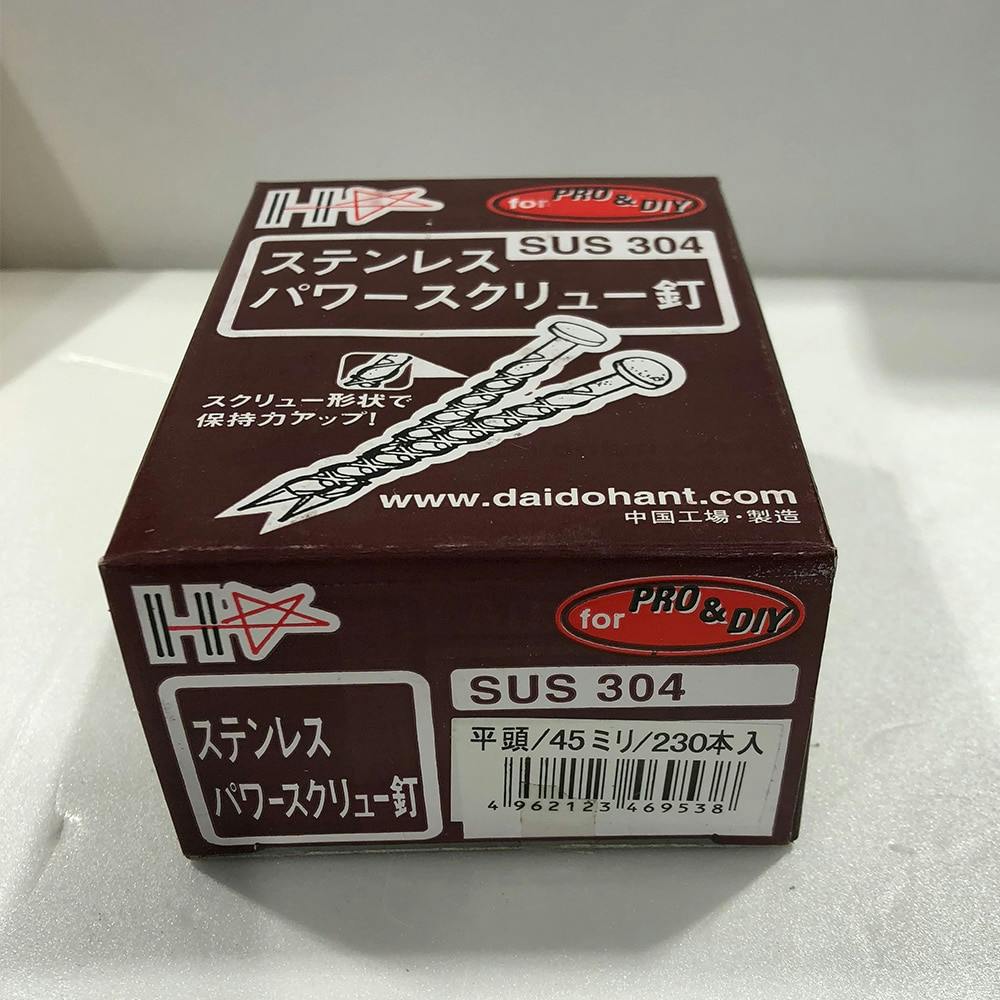 for PRO & DIY
SUS 304
ステンレス
パワースクリュー釘
スクリュー形状で
保持力アップ!
www.daidohant.com
中国工場・製造
for PRO & DIY
SUS 304
ステンレス
パワースクリュー釘
平頭/45ミリ/230本入
4 962123 469538